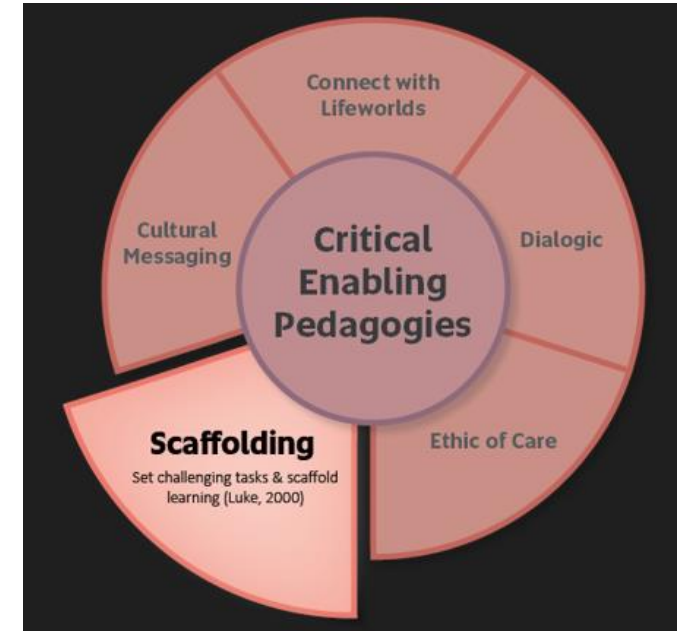 Connect with
Lifeworlds
Cultural
Messaging
Critical
Enabling
Pedagogies
Dialogic
Scaffolding
Set challenging tasks & scaffold
learning (Luke, 2000)
Ethic of Care